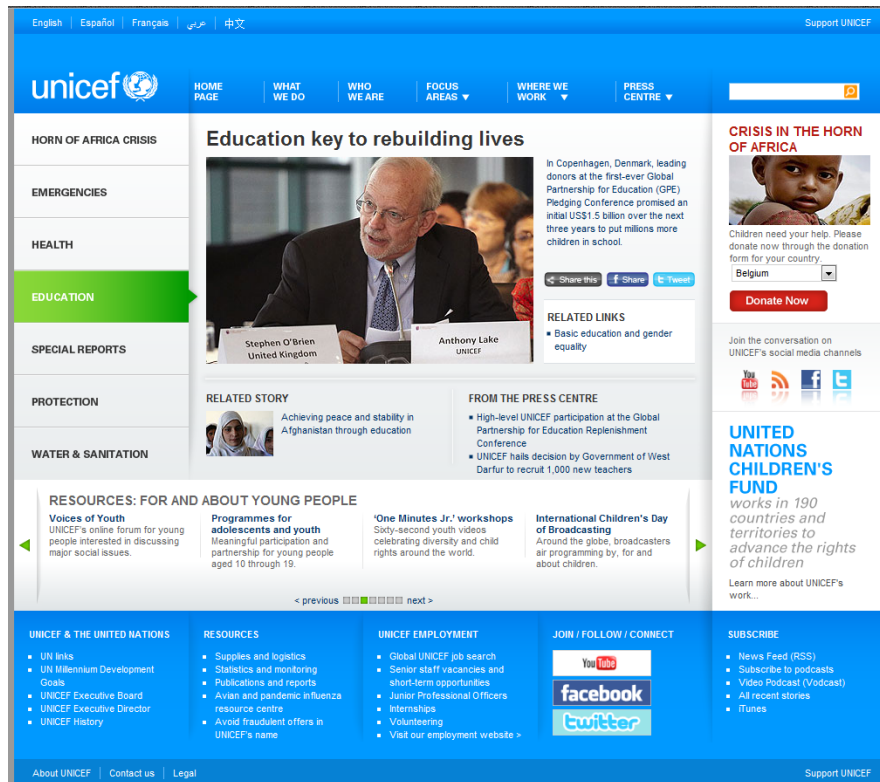 English | Español | Français | عربي | 中文
Support UNICEF
unicef
HOME PAGE
WHAT WE DO
WHO WE ARE
FOCUS AREAS ▼
WHERE WE WORK ▼
PRESS CENTRE ▼
HORN OF AFRICA CRISIS
EMERGENCIES
HEALTH
EDUCATION
SPECIAL REPORTS
PROTECTION
WATER & SANITATION
Education key to rebuilding lives
Stephen O'Brien
United Kingdom
Anthony Lake
UNICEF
In Copenhagen, Denmark, leading
donors at the first-ever Global
Partnership for Education (GPE)
Pledging Conference promised an
initial US$1.5 billion over the next
three years to put millions more
children in school.
Share this
f Share
t Tweet
RELATED LINKS
Basic education and gender
equality
RELATED STORY
Achieving peace and stability in
Afghanistan through education
FROM THE PRESS CENTRE
High-level UNICEF participation at the Global
Partnership for Education Replenishment
Conference
UNICEF hails decision by Government of West
Darfur to recruit 1,000 new teachers
CRISIS IN THE HORN
OF AFRICA
Children need your help. Please
donate now through the donation
form for your country.
Belgium
Donate Now
Join the conversation on
UNICEF's social media channels
You Tube
f
t
UNITED
NATIONS
CHILDREN'S
FUND
works in 190
countries and
territories to
advance the rights
of children
Learn more about UNICEF's
work...
RESOURCES: FOR AND ABOUT YOUNG PEOPLE
Voices of Youth
UNICEF's online forum for young
people interested in discussing
major social issues.
Programmes for
adolescents and youth
Meaningful participation and
partnership for young people
aged 10 through 19.
'One Minutes Jr.' workshops
Sixty-second youth videos
celebrating diversity and child
rights around the world.
International Children's Day
of Broadcasting
Around the globe, broadcasters
air programming by, for and
about children.
< previous
next >
UNICEF & THE UNITED NATIONS
UN links
UN Millennium Development
Goals
UNICEF Executive Board
UNICEF Executive Director
UNICEF History
RESOURCES
Supplies and logistics
Statistics and monitoring
Publications and reports
Avian and pandemic influenza
resource centre
Avoid fraudulent offers in
UNICEF's name
UNICEF EMPLOYMENT
Global UNICEF job search
Senior staff vacancies and
short-term opportunities
Junior Professional Officers
Internships
Volunteering
Visit our employment website >
JOIN / FOLLOW / CONNECT
You Tube
facebook
twitter
SUBSCRIBE
News Feed (RSS)
Subscribe to podcasts
Video Podcast (Vodcast)
All recent stories
iTunes
About UNICEF | Contact us | Legal
Support UNICEF